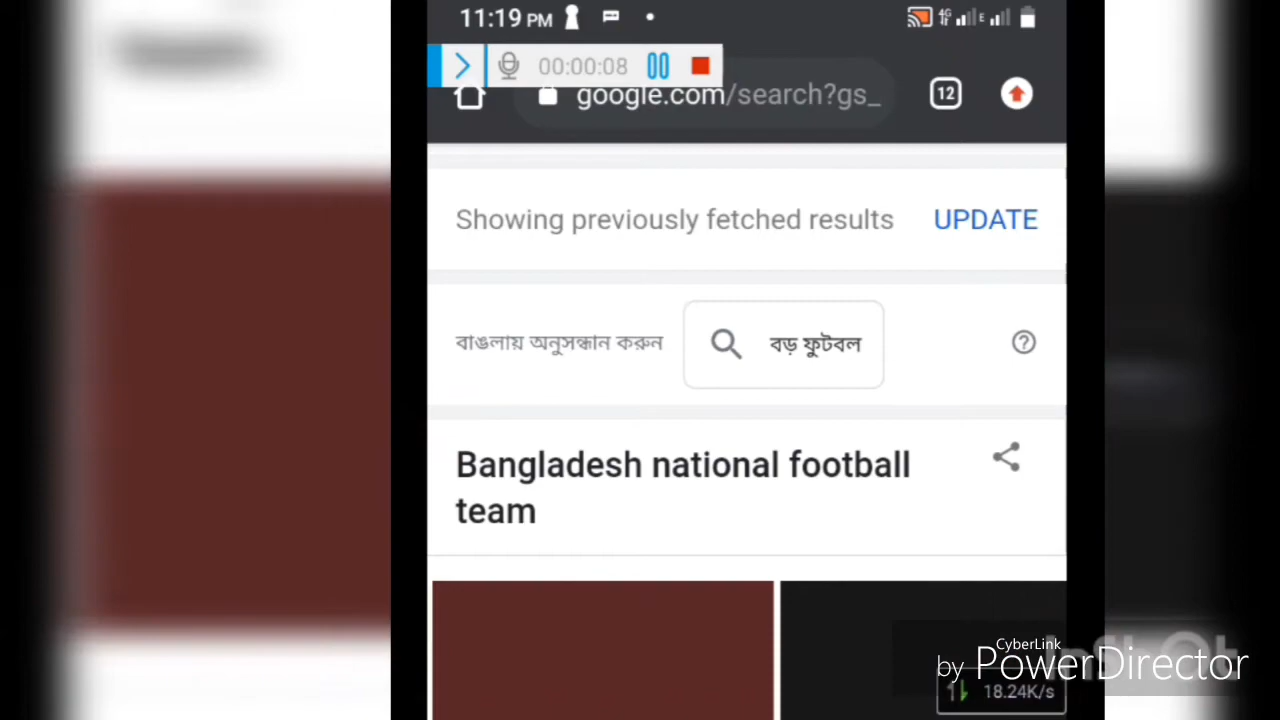 11:19 PM
4G
E
00:00:08
google.com/search?gs_
12
Showing previously fetched results
UPDATE
বাঙলায় অনুসন্ধান করুন
বড় ফুটবল
Bangladesh national football
team
CyberLink
by PowerDirector
18.24K/s